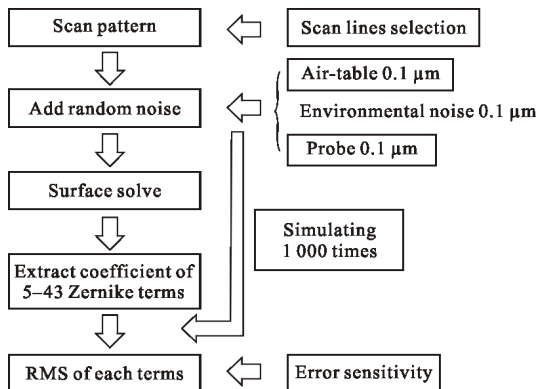 Scan pattern
Scan lines selection
Air-table 0.1 μm
Add random noise
Environmental noise 0.1 μm
Probe 0.1 μm
Surface solve
Simulating
1 000 times
Extract coefficient of
5–43 Zernike terms
RMS of each terms
Error sensitivity